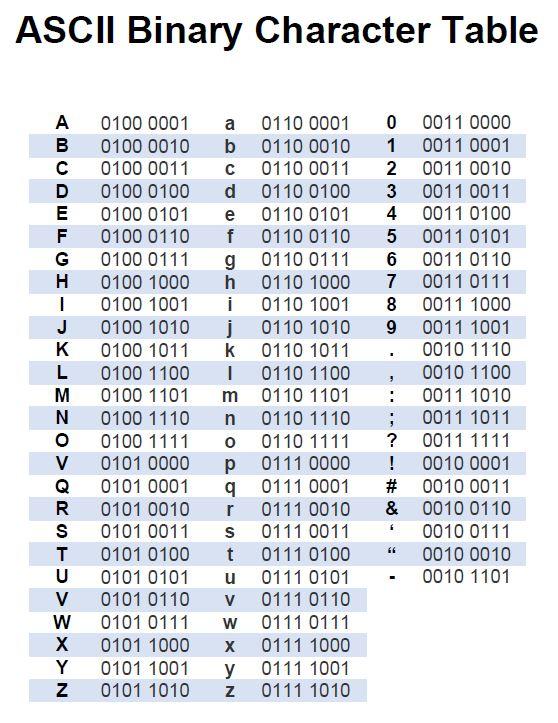 ASCII Binary Character Table
A 0100 0001 a 0110 0001 0 0011 0000
B 0100 0010 b 0110 0010 1 0011 0001
C 0100 0011 c 0110 0011 2 0011 0010
D 0100 0100 d 0110 0100 3 0011 0011
E 0100 0101 e 0110 0101 4 0011 0100
F 0100 0110 f 0110 0110 5 0011 0101
G 0100 0111 g 0110 0111 6 0011 0110
H 0100 1000 h 0110 1000 7 0011 0111
I 0100 1001 i 0110 1001 8 0011 1000
J 0100 1010 j 0110 1010 9 0011 1001
K 0100 1011 k 0110 1011 . 0010 1110
L 0100 1100 l 0110 1100 , 0010 1100
M 0100 1101 m 0110 1101 : 0011 1010
N 0100 1110 n 0110 1110 ; 0011 1011
O 0100 1111 o 0110 1111 ? 0011 1111
V 0101 0000 p 0111 0000 ! 0010 0001
Q 0101 0001 q 0111 0001 # 0010 0011
R 0101 0010 r 0111 0010 & 0010 0110
S 0101 0011 s 0111 0011 ‘ 0010 0111
T 0101 0100 t 0111 0100 “ 0010 0010
U 0101 0101 u 0111 0101 - 0010 1101
V 0101 0110 v 0111 0110
W 0101 0111 w 0111 0111
X 0101 1000 x 0111 1000
Y 0101 1001 y 0111 1001
Z 0101 1010 z 0111 1010